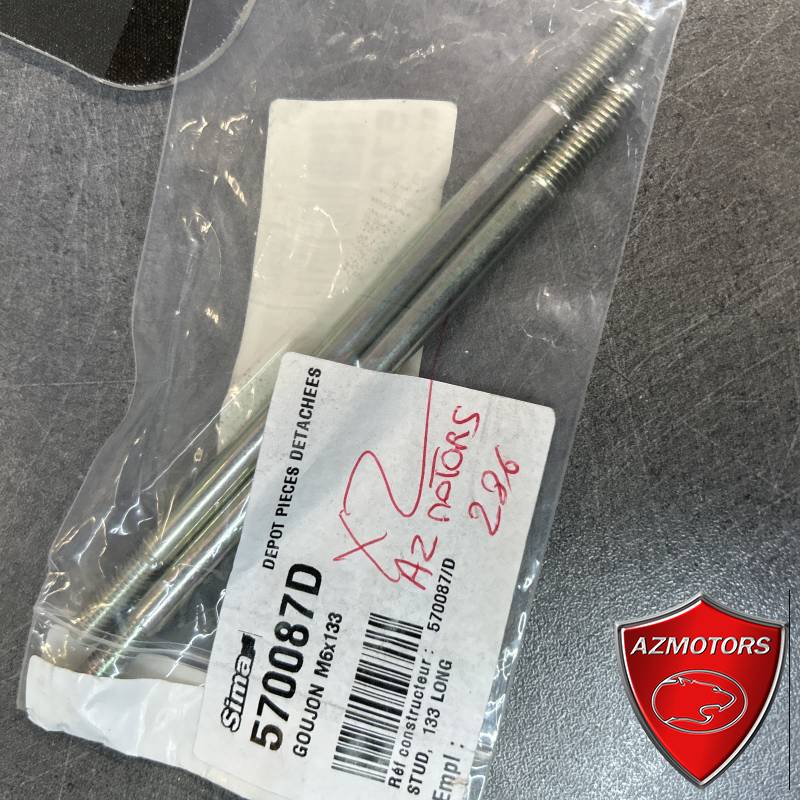 DEPOT PIECES DETACHEES
Sima
570087D
GOUJON M6x133
X2
AZ MOTORS
286
Réf constructeur : 570087/D
STUD, 133 LONG
Empl :
AZMOTORS